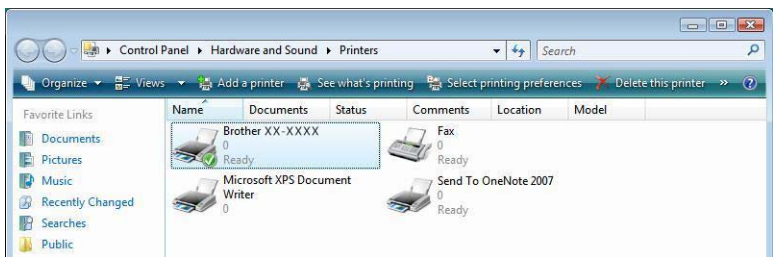 Control Panel Hardware and Sound Printers Search
Organize Views Add a printer See what's printing Select printing preferences Delete this printer »
Favorite Links
Documents
Pictures
Music
Recently Changed
Searches
Public
Name Documents Status Comments Location Model
Brother XX-XXXX
0
Ready
Fax
0
Ready
Microsoft XPS Document
Writer
0
Send To OneNote 2007
0
Ready